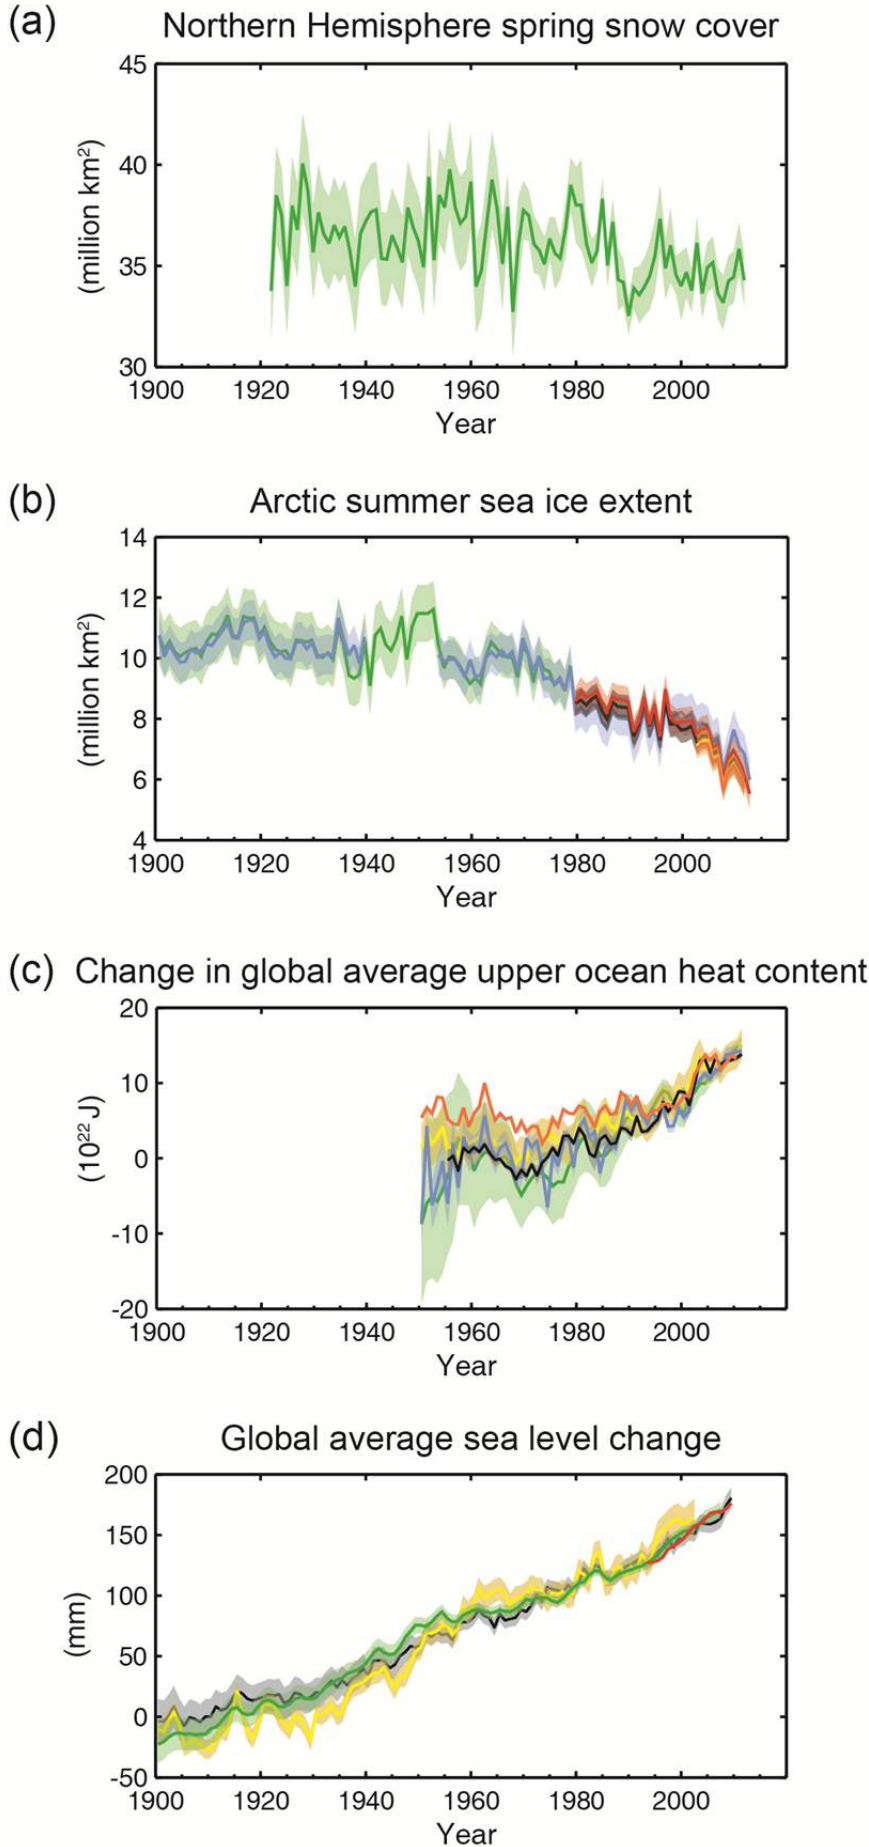 (a) Northern Hemisphere spring snow cover
45
40
35
30
(million km²)
1900 1920 1940 1960 1980 2000
Year
(b) Arctic summer sea ice extent
14
12
10
8
6
4
(million km²)
1900 1920 1940 1960 1980 2000
Year
(c) Change in global average upper ocean heat content
20
10
0
-10
-20
(10²² J)
1900 1920 1940 1960 1980 2000
Year
(d) Global average sea level change
200
150
100
50
0
-50
(mm)
1900 1920 1940 1960 1980 2000
Year